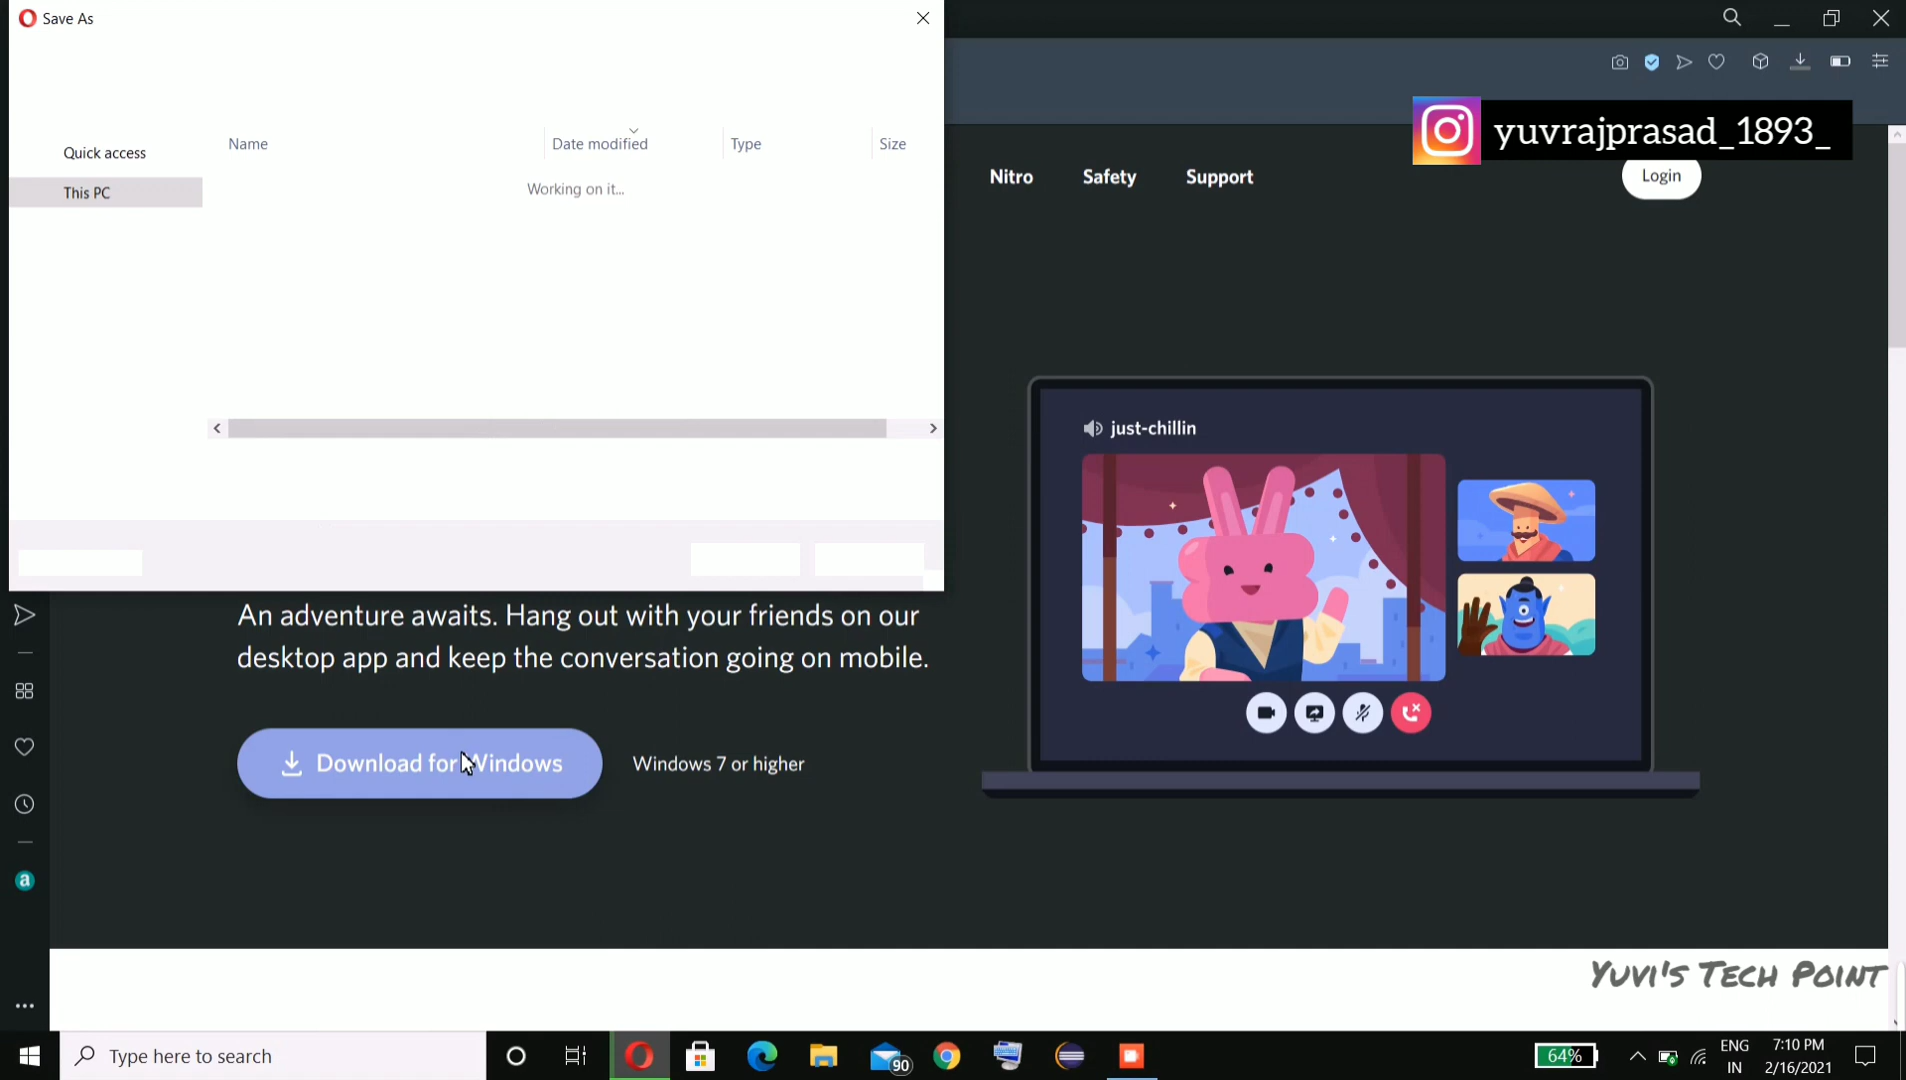 Save As
yuvrajprasad_1893_
Quick access
This PC
Name
Date modified
Type
Size
Working on it...
Nitro
Safety
Support
Login
just-chillin
An adventure awaits. Hang out with your friends on our
desktop app and keep the conversation going on mobile.
Download for Windows
Windows 7 or higher
a
YUVI'S TECH POINT
Type here to search
90
64%
ENG
IN
7:10 PM
2/16/2021